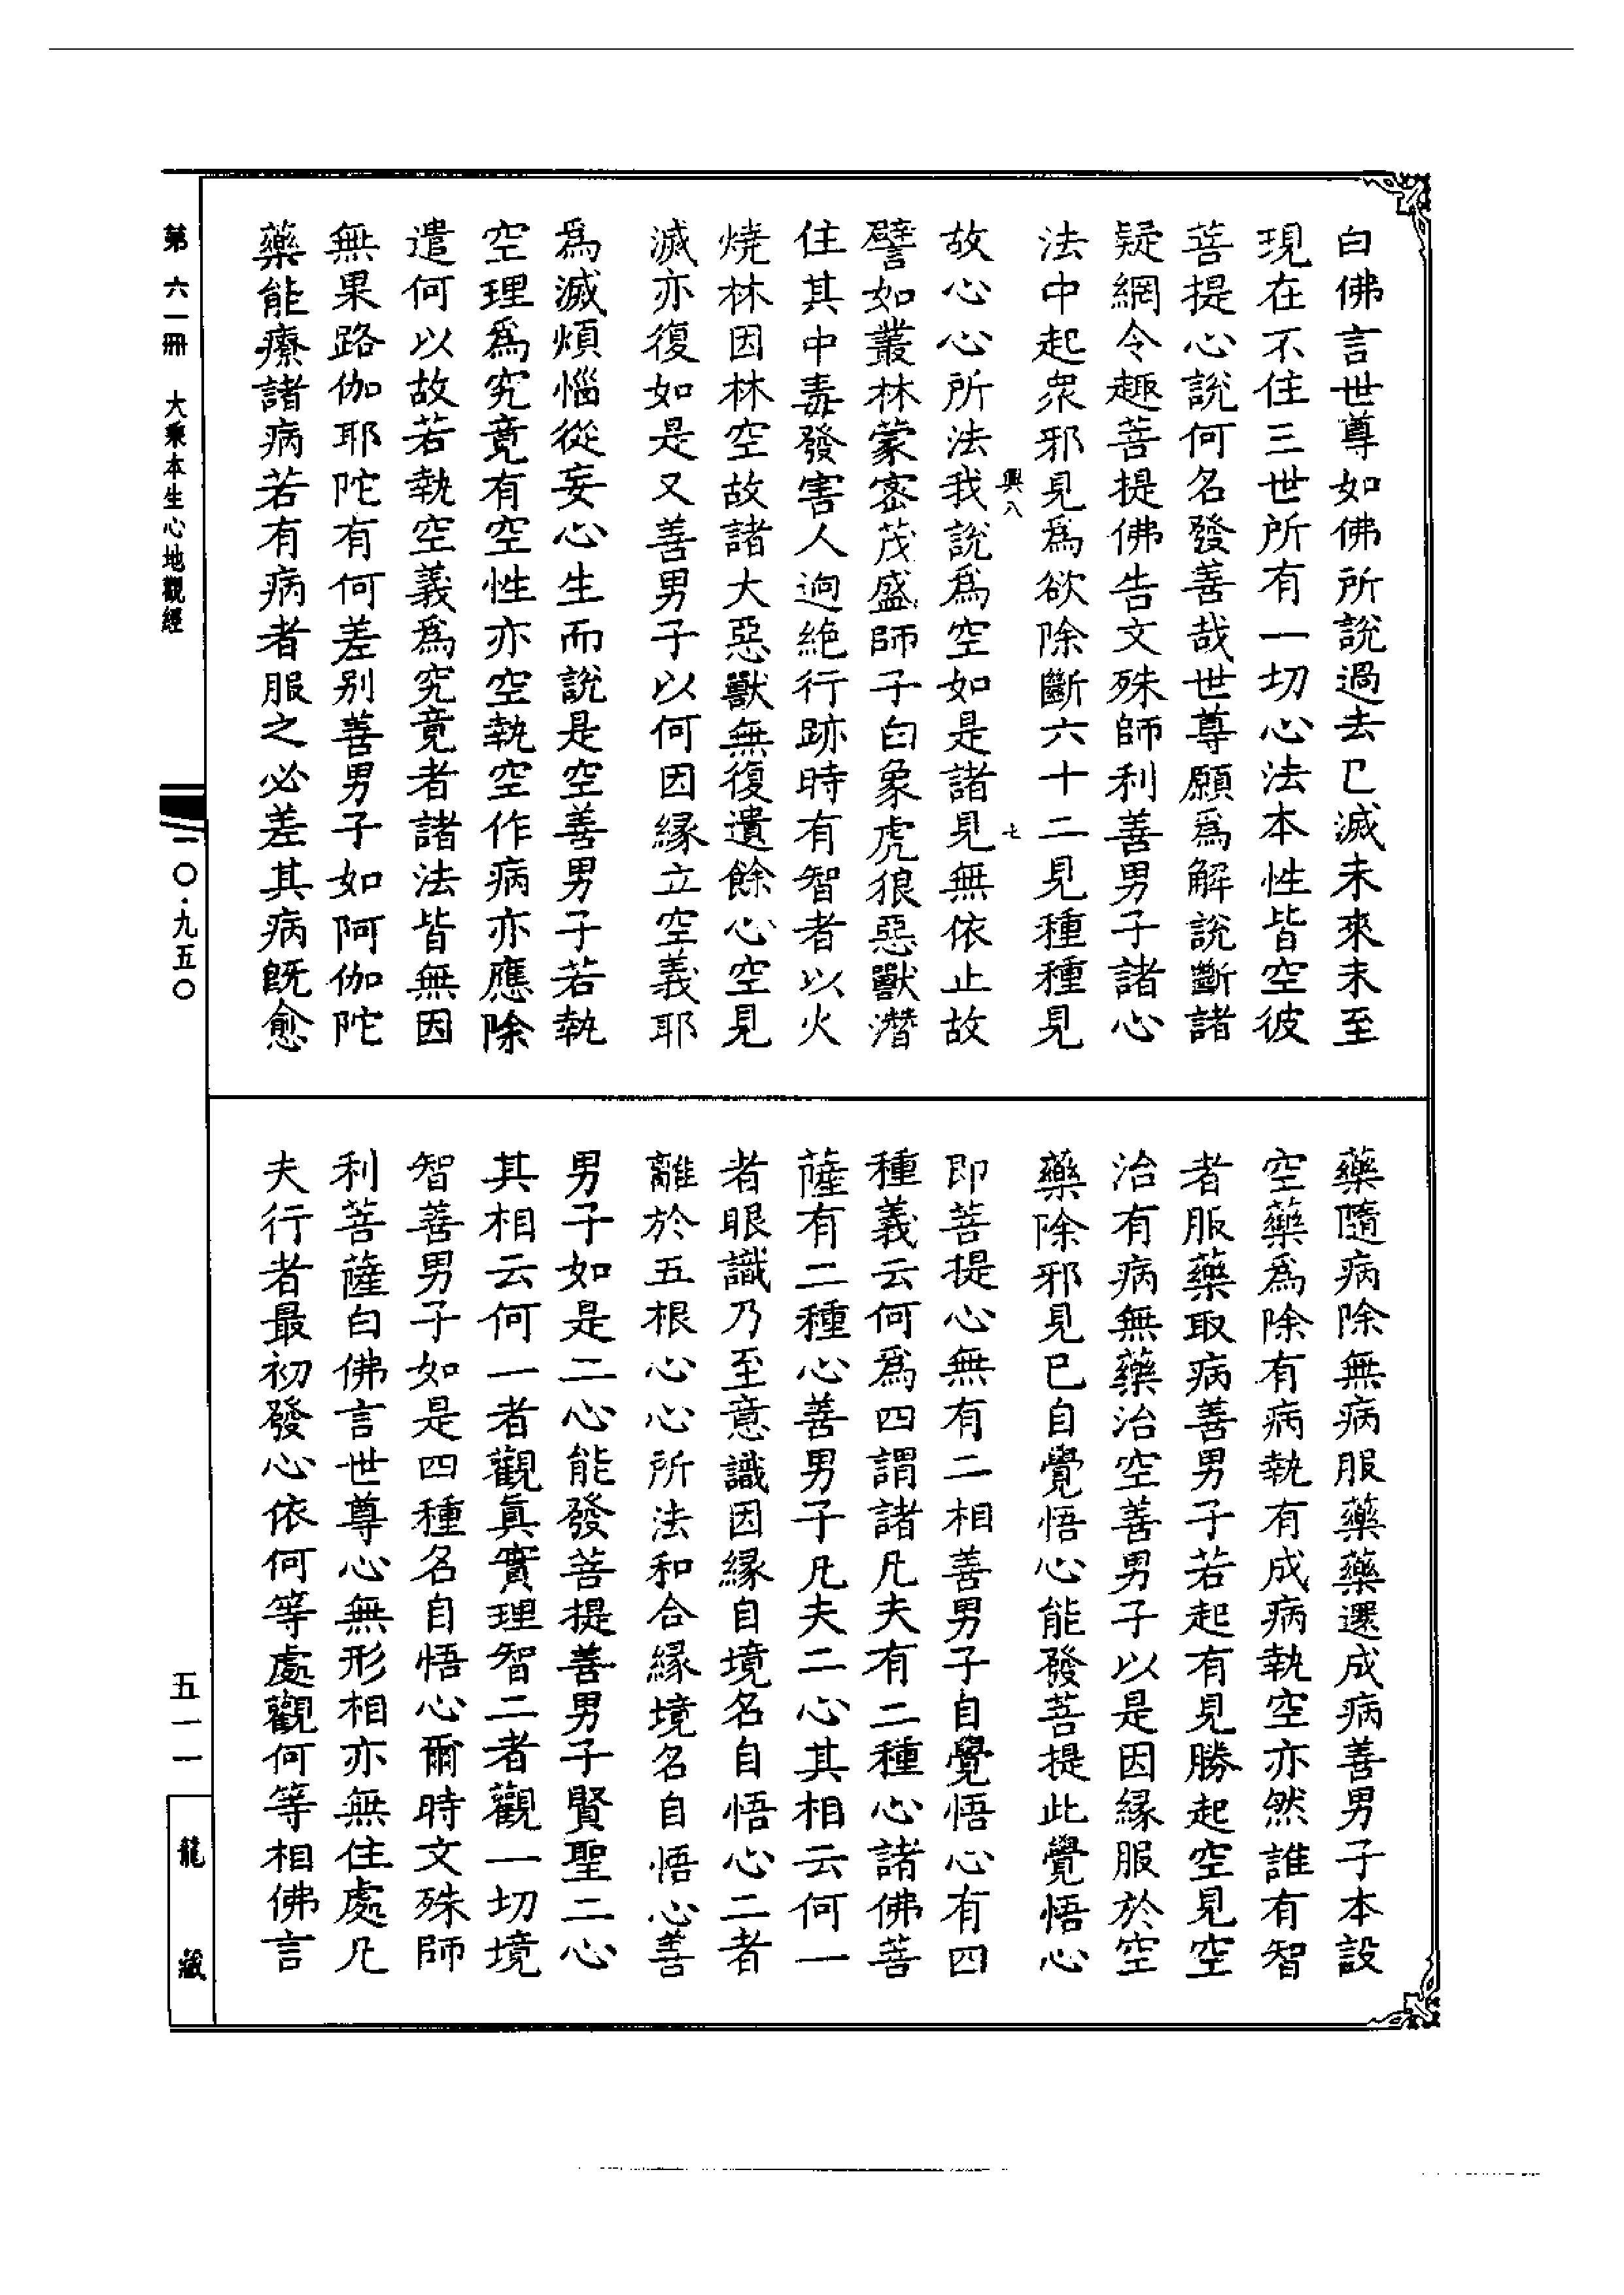 白佛言世尊如佛所說過去已滅未來未至
現在不住三世所有一切心法本性皆空彼
菩提心說何名發善哉世尊願爲解說斷諸
疑網令趣菩提佛告文殊師利善男子諸心
法中起衆邪見爲欲除斷六十二見種種見
興八　七
故心心所法我說爲空如是諸見無依止故
譬如叢林蒙密茂盛師子白象虎狼惡獸潛
住其中毒發害人逈絶行跡時有智者以火
燒林因林空故諸大惡獸無復遺餘心空見
滅亦復如是又善男子以何因緣立空義耶
爲滅煩惱從妄心生而說是空善男子若執
空理爲究竟有空性亦空執空作病亦應除
遣何以故若執空義爲究竟者諸法皆無因
無果路伽耶陀有何差别善男子如阿伽陀
藥能療諸病若有病者服之必差其病既愈
藥隨病除無病服藥藥還成病善男子本設
空藥爲除有病執有成病執空亦然誰有智
者服藥取病善男子若起有見勝起空見空
治有病無藥治空善男子以是因緣服於空
藥除邪見已自覺悟心能發菩提此覺悟心
即菩提心無有二相善男子自覺悟心有四
種義云何爲四謂諸凡夫有二種心諸佛菩
薩有二種心善男子凡夫二心其相云何一
者眼識乃至意識因緣自境名自悟心二者
離於五根心心所法和合緣境名自悟心善
男子如是二心能發菩提善男子賢聖二心
其相云何一者觀眞實理智二者觀一切境
智善男子如是四種名自悟心爾時文殊師
利菩薩白佛言世尊心無形相亦無住處凡
夫行者最初發心依何等處觀何等相佛言
第六一冊　大乘本生心地觀經
一〇·九五〇
五一一
龍藏